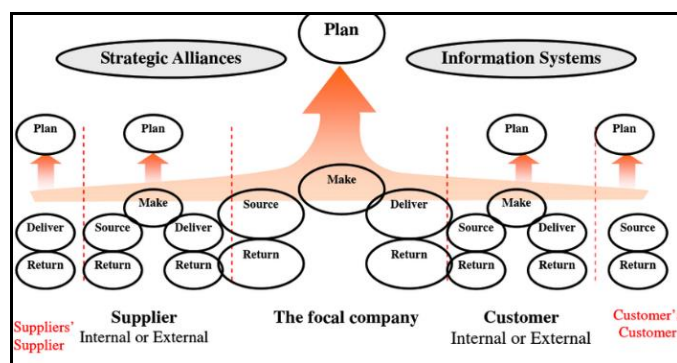 Plan
Strategic Alliances
Information Systems
Plan
Plan
Plan
Plan
Make
Make
Make
Source
Deliver
Deliver
Source
Deliver
Source
Deliver
Source
Return
Return
Return
Return
Return
Return
Return
Return
Suppliers'
Supplier
Supplier
Internal or External
The focal company
Customer
Internal or External
Customer's
Customer